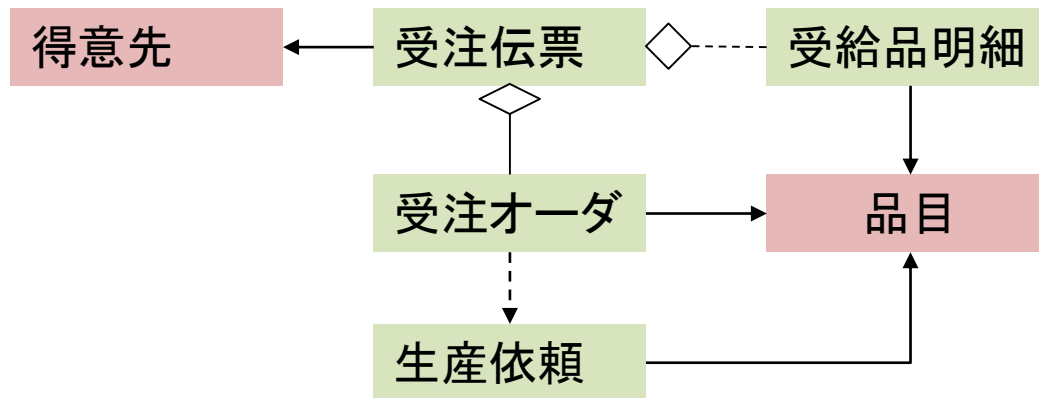 得意先
受注伝票
受給品明細
受注オーダ
品目
生産依頼